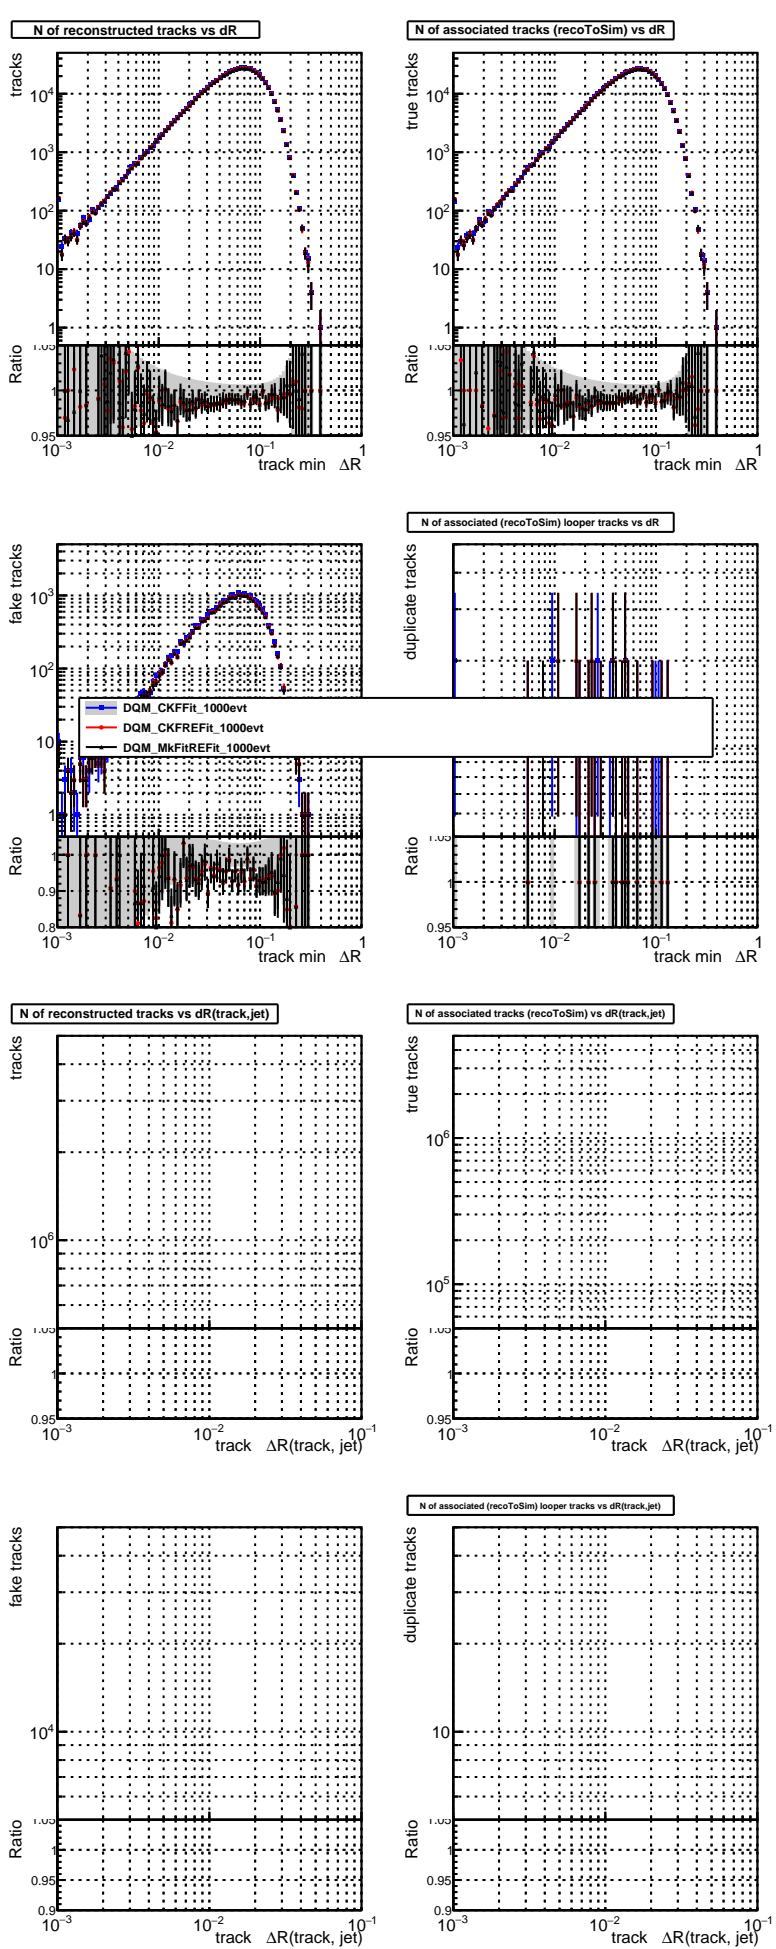 N of reconstructed tracks vs dR
tracks
10⁴
10³
10²
10
1
Ratio
1.05
1
0.95
10⁻³
10⁻²
10⁻¹
1
track min ΔR
N of associated tracks (recoToSim) vs dR
true tracks
10⁴
10³
10²
10
1
Ratio
1.05
1
0.95
10⁻³
10⁻²
10⁻¹
1
track min ΔR
fake tracks
10³
10²
10
1
Ratio
1
0.9
0.8
10⁻³
10⁻²
10⁻¹
1
track min ΔR
N of associated (recoToSim) looper tracks vs dR
duplicate tracks
Ratio
1.05
1
0.95
10⁻³
10⁻²
10⁻¹
1
track min ΔR
DQM_CKFFit_1000evt
DQM_CKFREFit_1000evt
DQM_MkFitREFit_1000evt
N of reconstructed tracks vs dR(track,jet)
tracks
10⁶
Ratio
1.05
1
0.95
10⁻³
10⁻²
10⁻¹
track ΔR(track, jet)
N of associated tracks (recoToSim) vs dR(track,jet)
true tracks
10⁶
10⁵
Ratio
1.05
1
0.95
10⁻³
10⁻²
10⁻¹
track ΔR(track, jet)
fake tracks
10⁴
Ratio
1.05
1
0.95
0.9
10⁻³
10⁻²
10⁻¹
track ΔR(track, jet)
N of associated (recoToSim) looper tracks vs dR(track,jet)
duplicate tracks
10
Ratio
1.05
1
0.95
0.9
10⁻³
10⁻²
10⁻¹
track ΔR(track, jet)